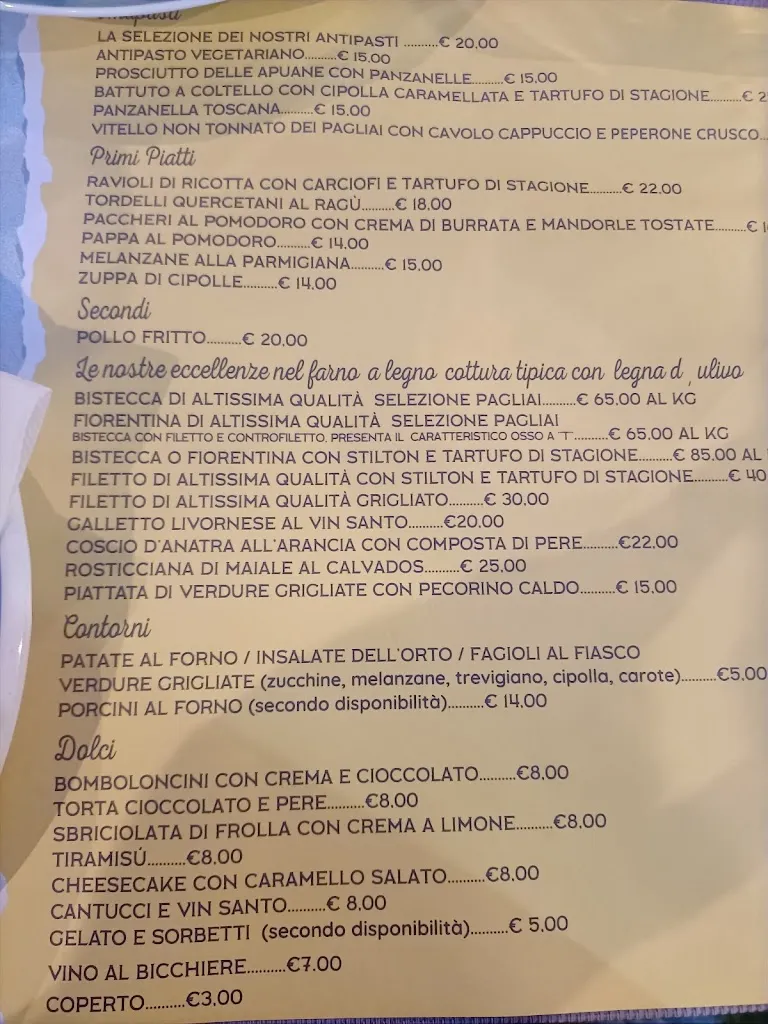 Antipasti
LA SELEZIONE DEI NOSTRI ANTIPASTI ..........€ 20,00
ANTIPASTO VEGETARIANO.........€ 15,00
PROSCIUTTO DELLE APUANE CON PANZANELLE.........€ 15,00
BATTUTO A COLTELLO CON CIPOLLA CARAMELLATA E TARTUFO DI STAGIONE.........€ 2
PANZANELLA TOSCANA.........€ 15,00
VITELLO NON TONNATO DEI PAGLIAI CON CAVOLO CAPPUCCIO E PEPERONE CRUSCO..
Primi Piatti
RAVIOLI DI RICOTTA CON CARCIOFI E TARTUFO DI STAGIONE.........€ 22,00
TORDELLI QUERCETANI AL RAGÙ.........€ 18,00
PACCHERI AL POMODORO CON CREMA DI BURRATA E MANDORLE TOSTATE.........€ 1
PAPPA AL POMODORO.........€ 14,00
MELANZANE ALLA PARMIGIANA.........€ 15,00
ZUPPA DI CIPOLLE.........€ 14,00
Secondi
POLLO FRITTO.........€ 20,00
Le nostre eccellenze nel farno a legno cottura tipica con legna d , ulivo
BISTECCA DI ALTISSIMA QUALITÀ SELEZIONE PAGLIAI.........€ 65,00 AL KG
FIORENTINA DI ALTISSIMA QUALITÀ SELEZIONE PAGLIAI
BISTECCA CON FILETTO E CONTROFILETTO, PRESENTA IL CARATTERISTICO OSSO A "T".........€ 65,00 AL KG
BISTECCA O FIORENTINA CON STILTON E TARTUFO DI STAGIONE.........€ 85,00 AL
FILETTO DI ALTISSIMA QUALITÀ CON STILTON E TARTUFO DI STAGIONE.........€ 40
FILETTO DI ALTISSIMA QUALITÀ GRIGLIATO.........€ 30,00
GALLETTO LIVORNESE AL VIN SANTO.........€20,00
COSCIO D'ANATRA ALL'ARANCIA CON COMPOSTA DI PERE.........€22,00
ROSTICCIANA DI MAIALE AL CALVADOS.........€ 25,00
PIATTATA DI VERDURE GRIGLIATE CON PECORINO CALDO.........€ 15,00
Contorni
PATATE AL FORNO / INSALATE DELL'ORTO / FAGIOLI AL FIASCO
VERDURE GRIGLIATE (zucchine, melanzane, trevigiano, cipolla, carote).........€5,00
PORCINI AL FORNO (secondo disponibilità).........€ 14,00
Dolci
BOMBOLONCINI CON CREMA E CIOCCOLATO.........€8,00
TORTA CIOCCOLATO E PERE.........€8,00
SBRICIOLATA DI FROLLA CON CREMA A LIMONE.........€8,00
TIRAMISÚ.........€8,00
CHEESECAKE CON CARAMELLO SALATO.........€8,00
CANTUCCI E VIN SANTO.........€ 8,00
GELATO E SORBETTI (secondo disponibilità).........€ 5,00
VINO AL BICCHIERE.........€7,00
COPERTO.........€3,00